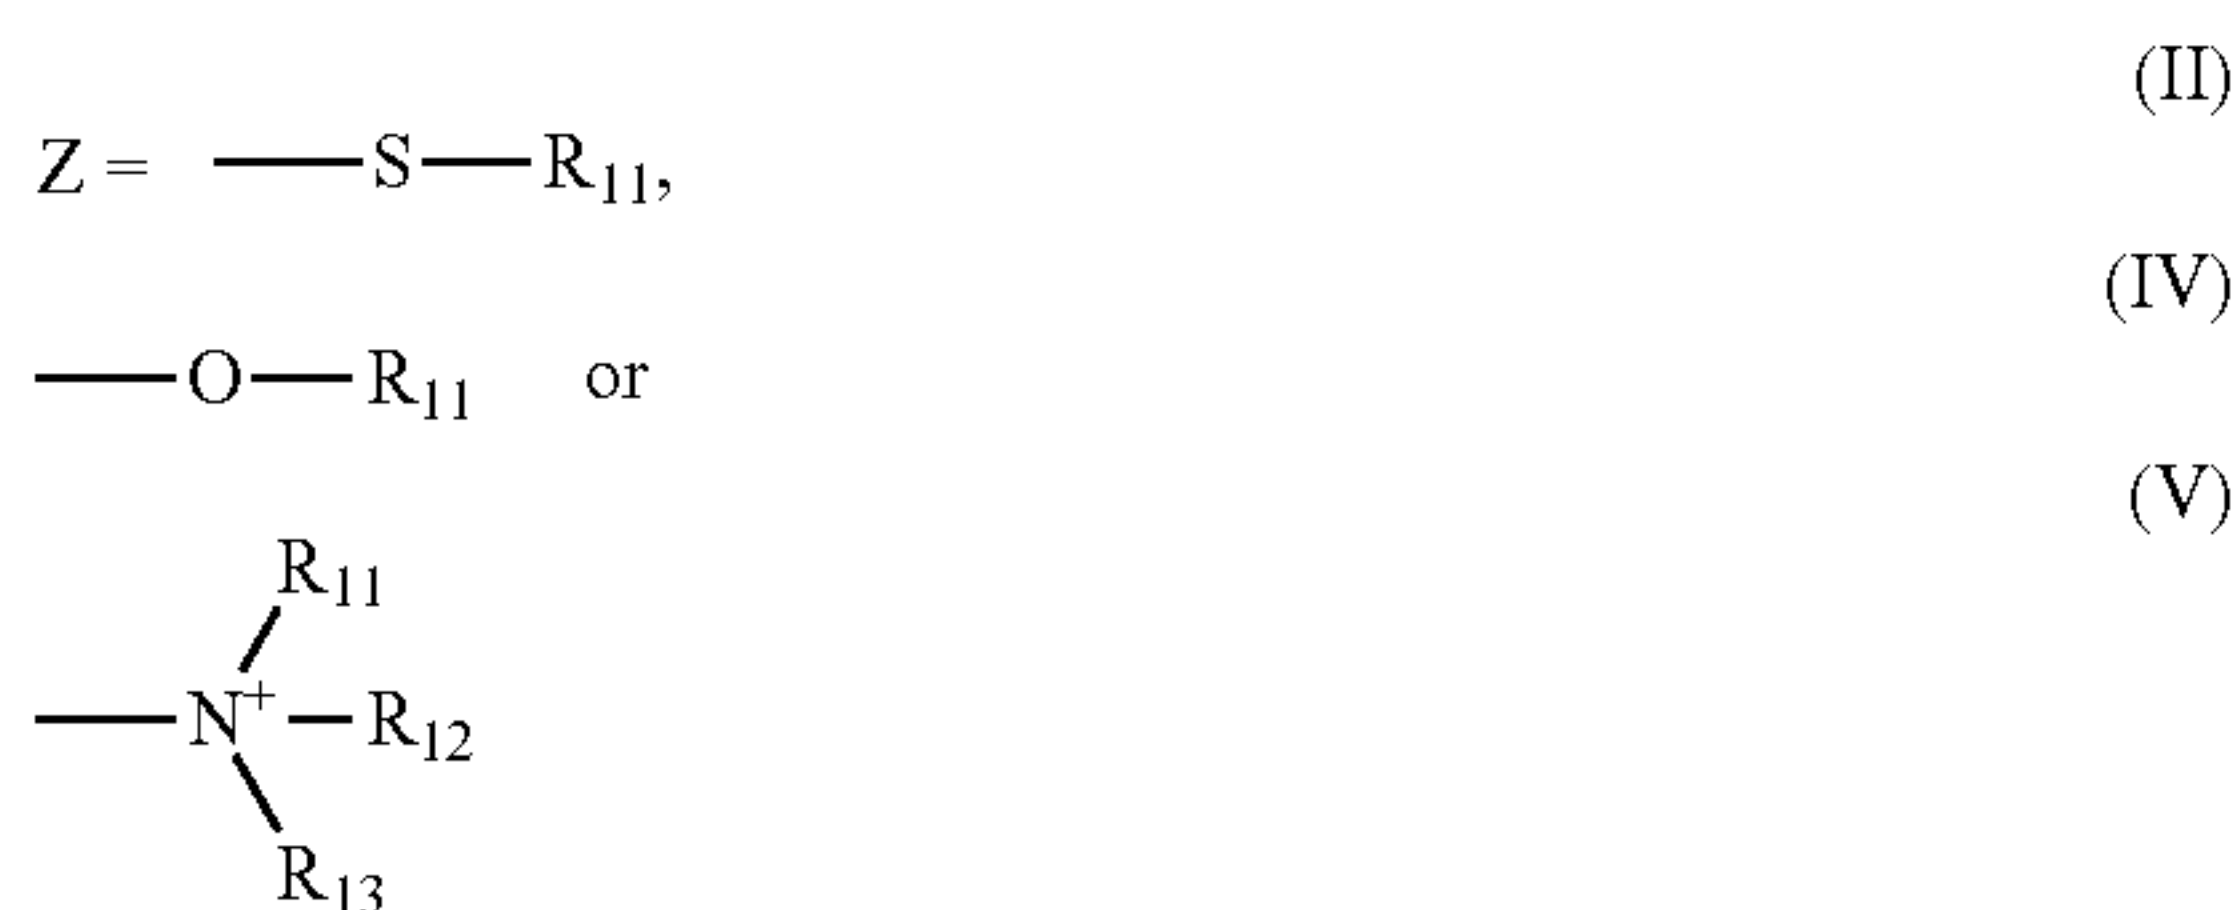 (II)
Z = —S—R₁₁,
(IV)
—O—R₁₁ or
(V)
R₁₁
—N⁺—R₁₂
R₁₃